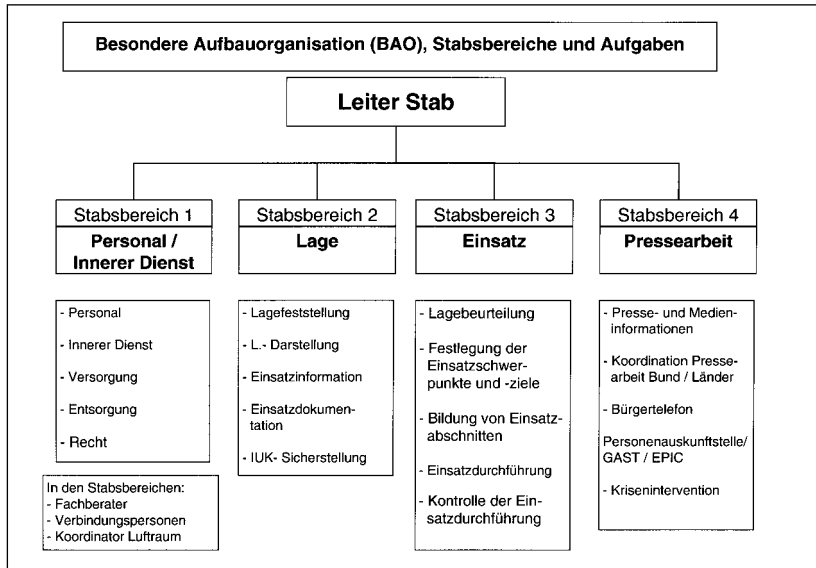 Besondere Aufbauorganisation (BAO), Stabsbereiche und Aufgaben
Leiter Stab
Stabsbereich 1
Personal /
Innerer Dienst
- Personal
- Innerer Dienst
- Versorgung
- Entsorgung
- Recht
In den Stabsbereichen:
- Fachberater
- Verbindungspersonen
- Koordinator Luftraum
Stabsbereich 2
Lage
- Lagefeststellung
- L.- Darstellung
- Einsatzinformation
- Einsatzdokumen-
tation
- IUK- Sicherstellung
Stabsbereich 3
Einsatz
- Lagebeurteilung
- Festlegung der
Einsatzschwer-
punkte und -ziele
- Bildung von Einsatz-
abschnitten
- Einsatzdurchführung
- Kontrolle der Ein-
satzdurchführung
Stabsbereich 4
Pressearbeit
- Presse- und Medien-
informationen
- Koordination Presse-
arbeit Bund / Länder
- Bürgertelefon
Personenauskunftstelle/
GAST / EPIC
- Krisenintervention